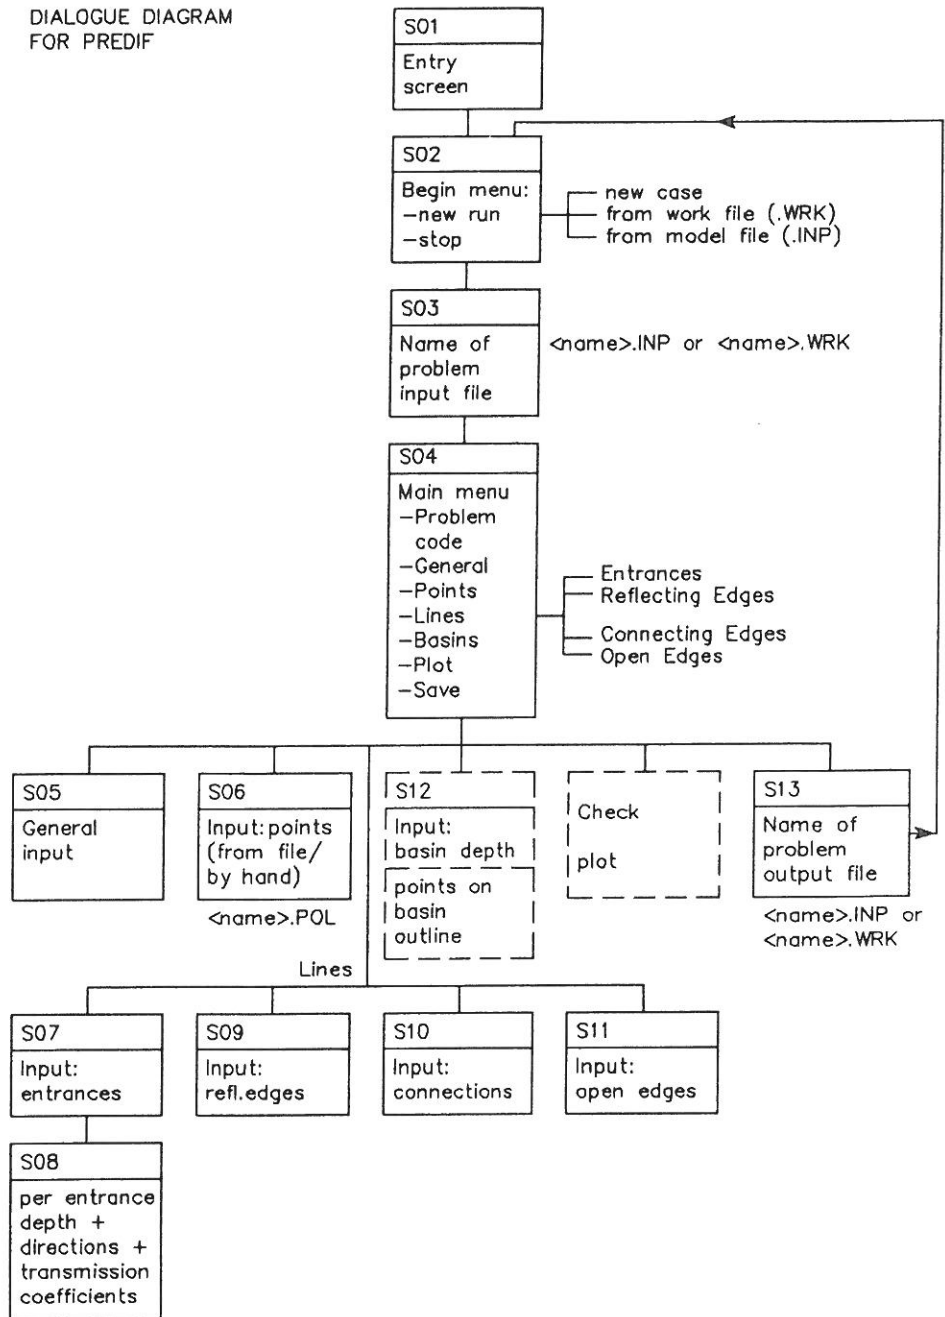 DIALOGUE DIAGRAM
FOR PREDIF
S01
Entry
screen
S02
Begin menu:
-new run
-stop
new case
from work file (.WRK)
from model file (.INP)
S03
Name of
problem
input file
<name>.INP or <name>.WRK
S04
Main menu
-Problem
code
-General
-Points
-Lines
-Basins
-Plot
-Save
Entrances
Reflecting Edges
Connecting Edges
Open Edges
S05
General
input
S06
Input: points
(from file/
by hand)
<name>.POL
S12
Input:
basin depth
points on
basin
outline
Check
plot
S13
Name of
problem
output file
<name>.INP or
<name>.WRK
Lines
S07
Input:
entrances
S09
Input:
refl.edges
S10
Input:
connections
S11
Input:
open edges
S08
per entrance
depth +
directions +
transmission
coefficients